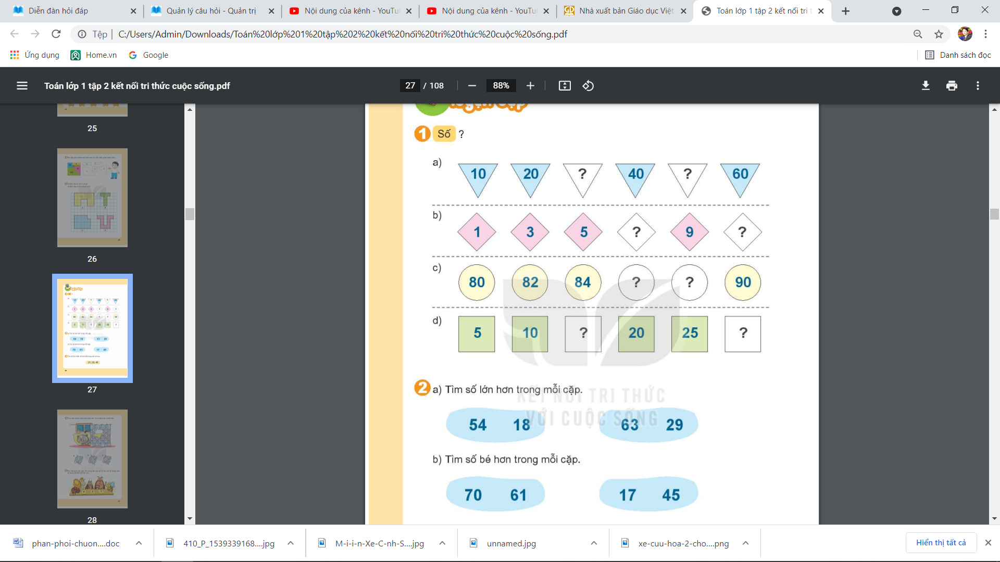 Diễn đàn hỏi đáp
Quản lý câu hỏi - Quản trị
Nội dung của kênh - YouTu
Nội dung của kênh - YouTu
Nhà xuất bản Giáo dục Việt
Toán lớp 1 tập 2 kết nối tri t
Tệp
C:/Users/Admin/Downloads/Toán%20lớp%201%20tập%202%20kết%20nối%20tri%20thức%20cuộc%20sống.pdf
Ứng dụng
Home.vn
Google
Danh sách đọc
Toán lớp 1 tập 2 kết nối tri thức cuộc sống.pdf
27 / 108
88%
25
26
27
28
1 Số ?
a) 10 20 ? 40 ? 60
b) 1 3 5 ? 9 ?
c) 80 82 84 ? ? 90
d) 5 10 ? 20 25 ?
2 a) Tìm số lớn hơn trong mỗi cặp.
54 18 63 29
b) Tìm số bé hơn trong mỗi cặp.
70 61 17 45
KẾT NỐI TRI THỨC
VỚI CUỘC SỐNG
phan-phoi-chuon....doc
410_P_1539339168....jpg
M-i-i-n-Xe-C-nh-S....jpg
unnamed.jpg
xe-cuu-hoa-2-cho....png
Hiển thị tất cả